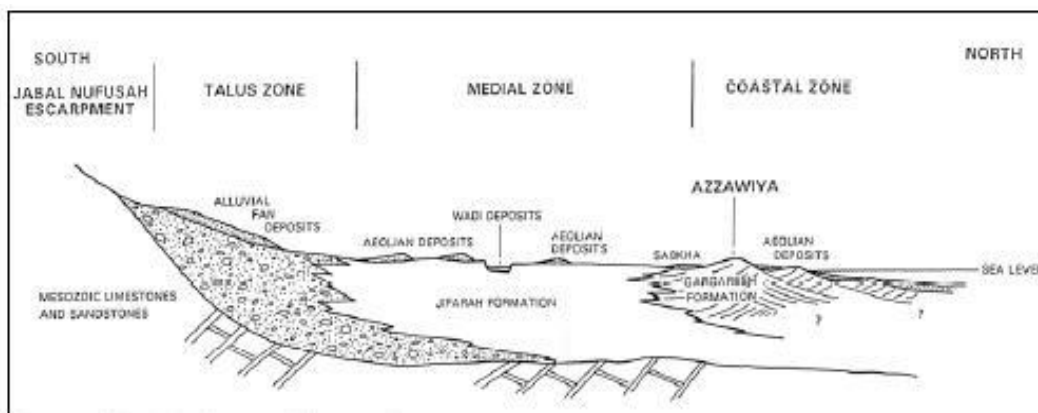 SOUTH
NORTH
JABAL NUFUSAH
ESCARPMENT
TALUS ZONE
MEDIAL ZONE
COASTAL ZONE
AZZAWIYA
ALLUVIAL
FAN
DEPOSITS
WADI DEPOSITS
AEOLIAN DEPOSITS
AEOLIAN
DEPOSITS
SABKHA
AEOLIAN
DEPOSITS
SEA LEVEL
MESOZOIC LIMESTONES
AND SANDSTONES
JIFARAH FORMATION
GARGARESH
FORMATION
?
?